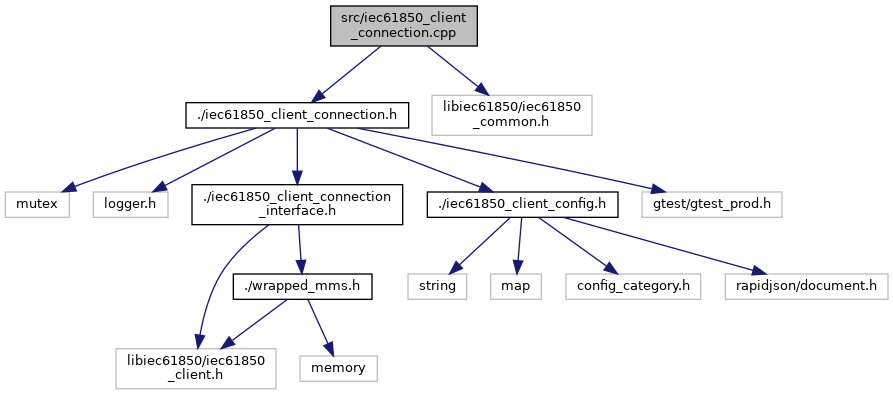 src/iec61850_client
_connection.cpp
./iec61850_client_connection.h
libiec61850/iec61850
_common.h
mutex
logger.h
./iec61850_client_connection
_interface.h
./iec61850_client_config.h
gtest/gtest_prod.h
./wrapped_mms.h
string
map
config_category.h
rapidjson/document.h
libiec61850/iec61850
_client.h
memory